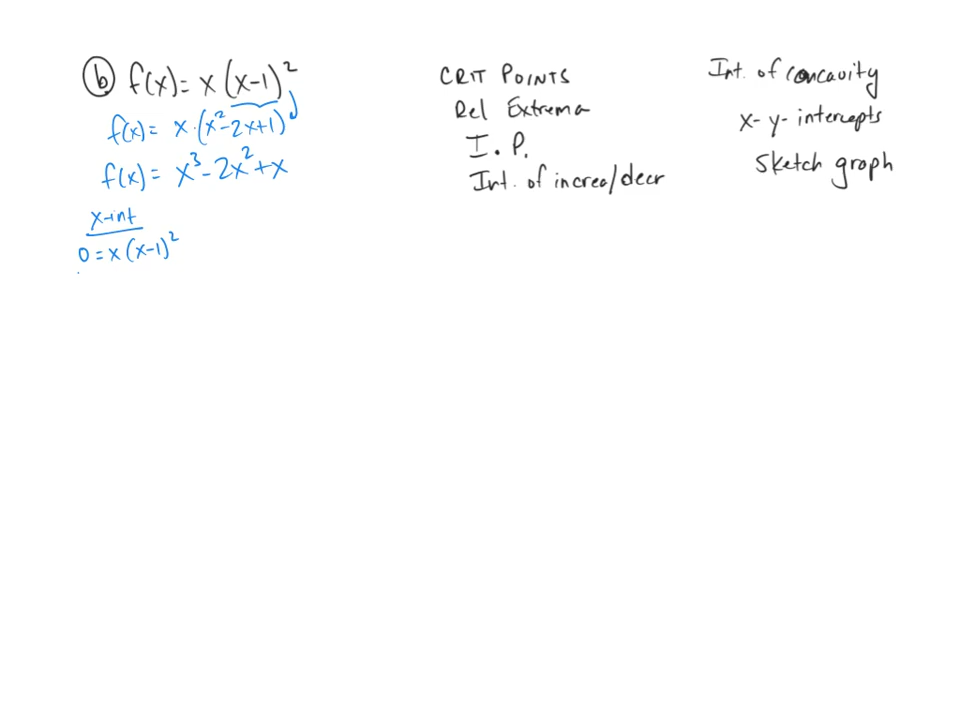 b f(x) = x (x-1)²
f(x) = x·(x²-2x+1)
f(x) = x³-2x²+x
x-int
0 = x (x-1)²
CRIT POINTS
Rel Extrema
I. P.
Int. of increa/decr
Int. of concavity
x- y- intercepts
Sketch graph